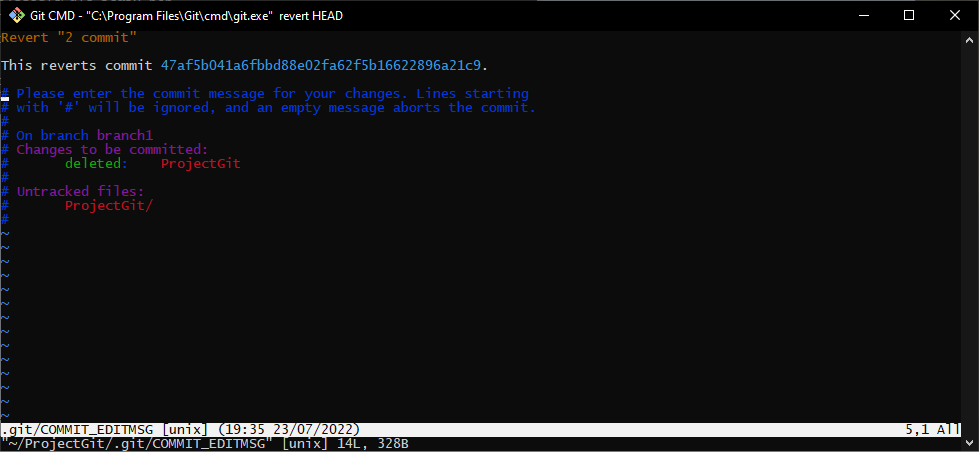 Git CMD - "C:\Program Files\Git\cmd\git.exe" revert HEAD
Revert "2 commit"
This reverts commit 47af5b041a6fbbd88e02fa62f5b16622896a21c9.
# Please enter the commit message for your changes. Lines starting
# with '#' will be ignored, and an empty message aborts the commit.
#
# On branch branch1
# Changes to be committed:
#       deleted:    ProjectGit
#
# Untracked files:
#       ProjectGit/
#
~
~
~
~
~
~
~
~
~
~
~
~
~
~
.git/COMMIT_EDITMSG [unix] (19:35 23/07/2022) 5,1 All
"~/ProjectGit/.git/COMMIT_EDITMSG" [unix] 14L, 328B